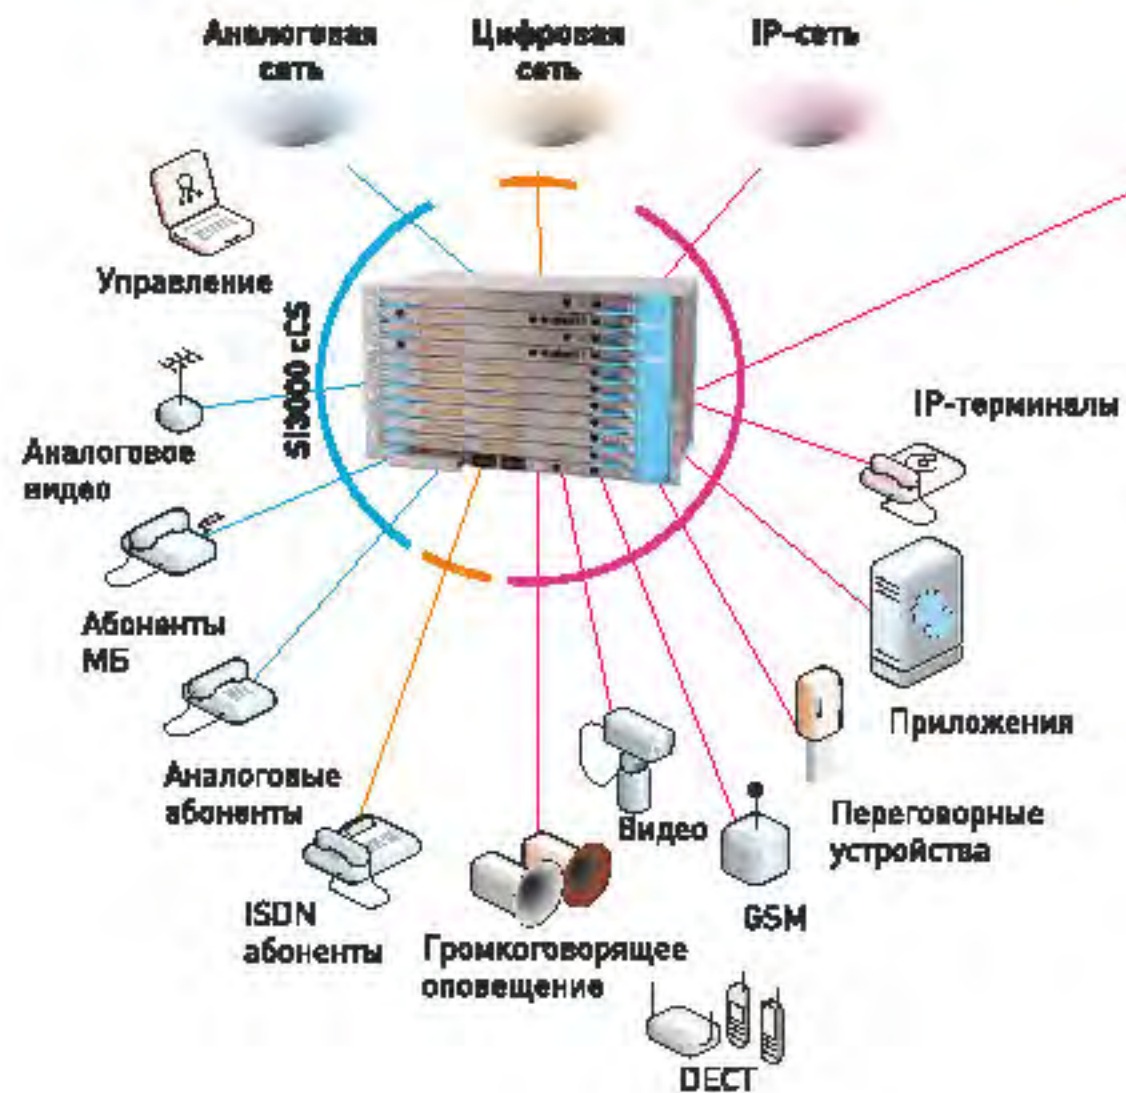 Аналоговая
сеть
Цифровая
сеть
IP-сеть
Управление
SI3000 cCS
Аналоговое
видео
IP-терминалы
Абоненты
МБ
Приложения
Аналоговые
абоненты
Видео
Переговорные
устройства
ISDN
абоненты
GSM
Громкоговорящее
оповещение
DECT